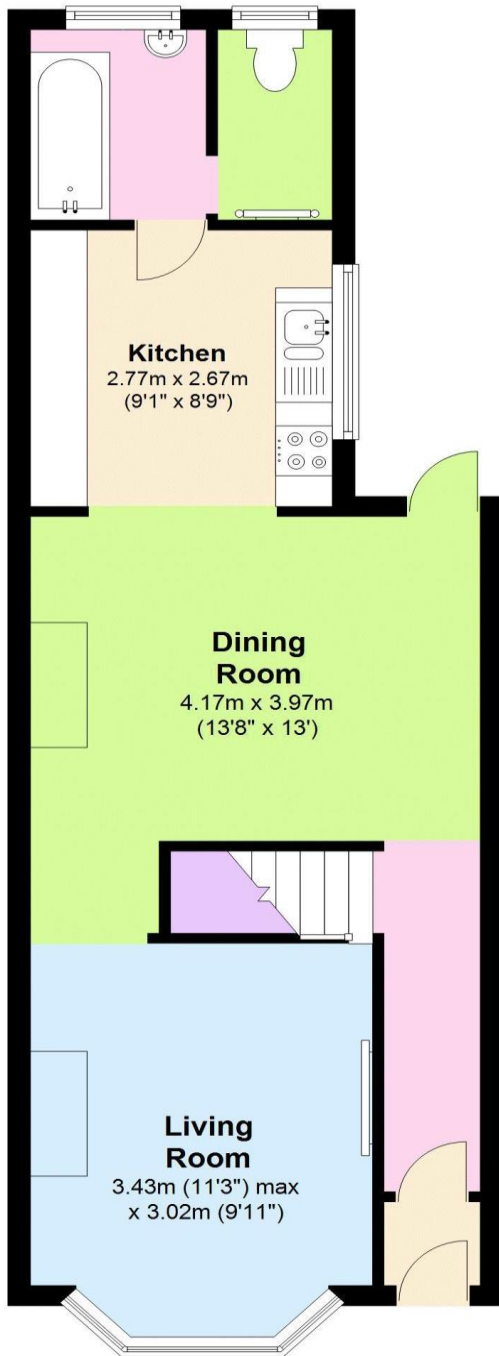 Kitchen
2.77m x 2.67m
(9'1" x 8'9")
Dining
Room
4.17m x 3.97m
(13'8" x 13')
Living
Room
3.43m (11'3") max
x 3.02m (9'11")